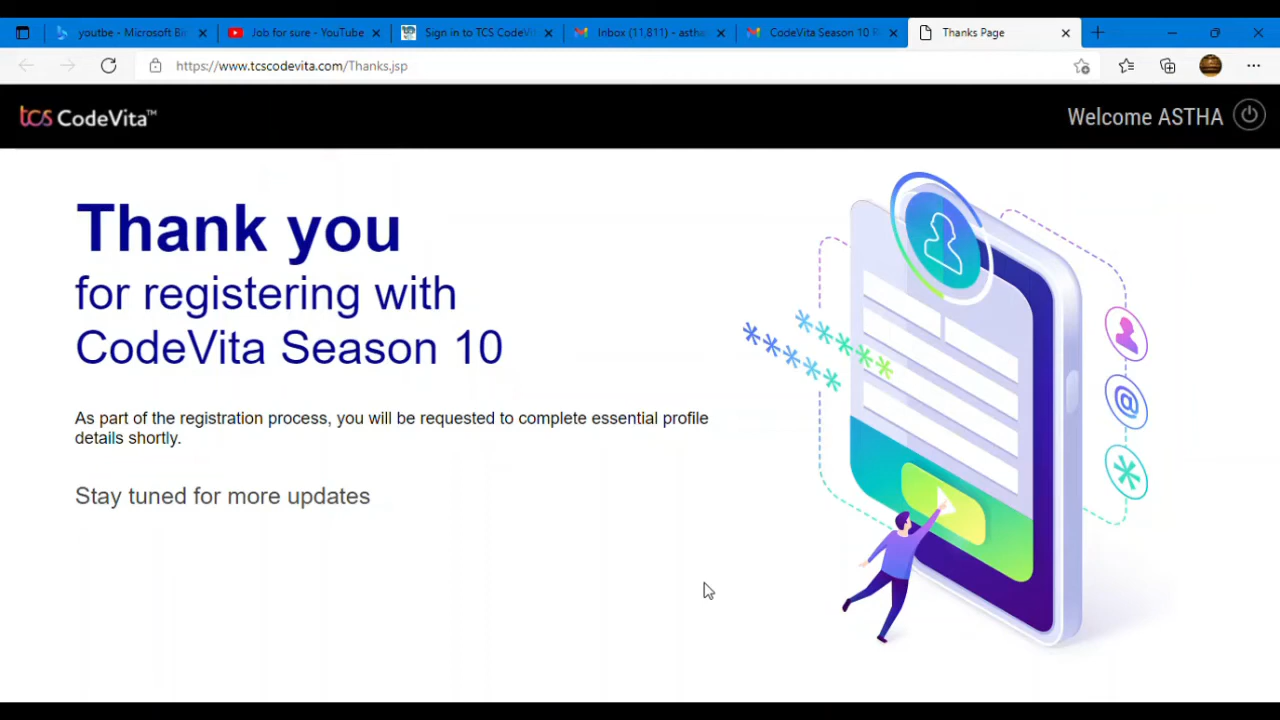 youtbe - Microsoft Bi
Job for sure - YouTube
Sign in to TCS CodeVi
Inbox (11,811) - astha
CodeVita Season 10 R
Thanks Page
https://www.tcscodevita.com/Thanks.jsp
tcs CodeVita™
Welcome ASTHA
Thank you
for registering with
CodeVita Season 10
As part of the registration process, you will be requested to complete essential profile
details shortly.
Stay tuned for more updates